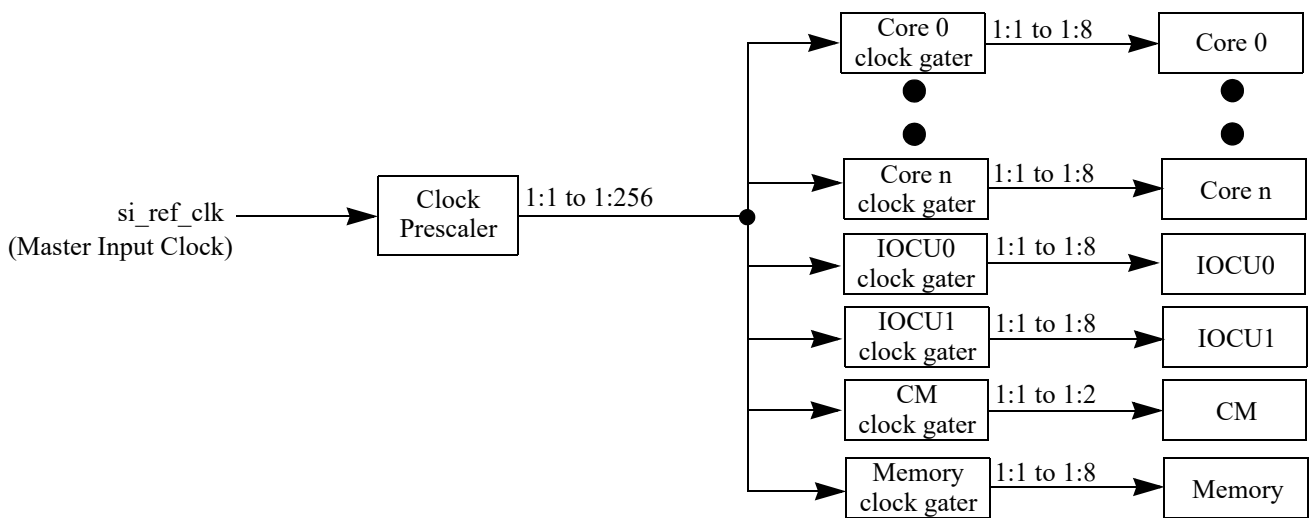 Core 0
clock gater
1:1 to 1:8
Core 0
Core n
clock gater
1:1 to 1:8
Core n
si_ref_clk
(Master Input Clock)
Clock
Prescaler
1:1 to 1:256
IOCU0
clock gater
1:1 to 1:8
IOCU0
IOCU1
clock gater
1:1 to 1:8
IOCU1
CM
clock gater
1:1 to 1:2
CM
Memory
clock gater
1:1 to 1:8
Memory